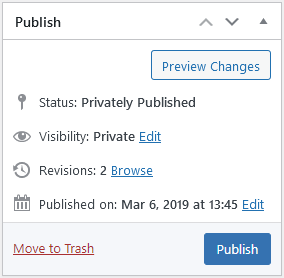 Publish
Preview Changes
Status: Privately Published
Visibility: Private Edit
Revisions: 2 Browse
Published on: Mar 6, 2019 at 13:45 Edit
Move to Trash Publish